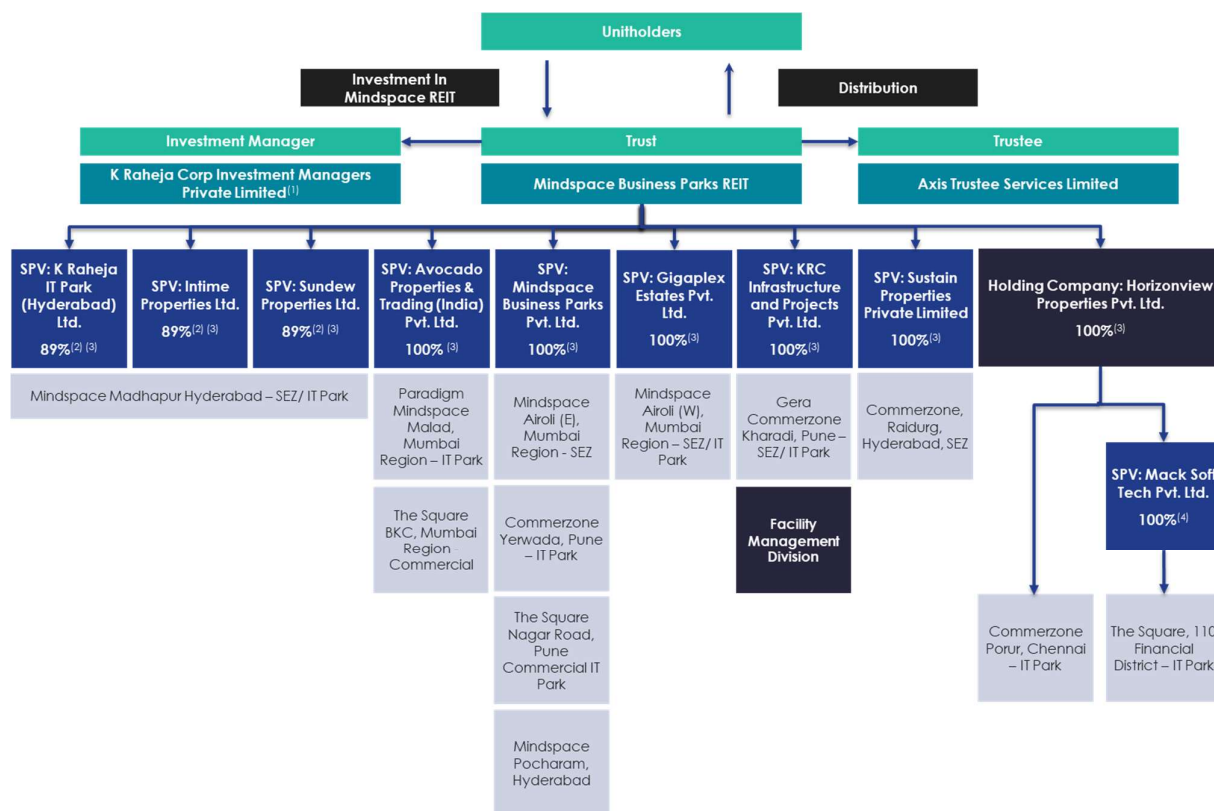 Unitholders
Investment In
Mindspace REIT
Distribution
Investment Manager
Trust
Trustee
K Raheja Corp Investment Managers
Private Limited(1)
Mindspace Business Parks REIT
Axis Trustee Services Limited
SPV: K Raheja
IT Park
(Hyderabad)
Ltd.
89%(2) (3)
SPV: Intime
Properties Ltd.
89%(2) (3)
SPV: Sundew
Properties Ltd.
89%(2) (3)
SPV: Avocado
Properties &
Trading (India)
Pvt. Ltd.
100% (3)
SPV:
Mindspace
Business Parks
Pvt. Ltd.
100%(3)
SPV: Gigaplex
Estates Pvt.
Ltd.
100%(3)
SPV: KRC
Infrastructure
and Projects
Pvt. Ltd.
100%(3)
SPV: Sustain
Properties
Private Limited
100%(3)
Holding Company: Horizonview
Properties Pvt. Ltd.
100%(3)
Mindspace Madhapur Hyderabad – SEZ/ IT Park
Paradigm
Mindspace
Malad,
Mumbai
Region – IT Park
Mindspace
Airoli (E),
Mumbai
Region - SEZ
Mindspace
Airoli (W),
Mumbai
Region – SEZ/ IT
Park
Gera
Commerzone
Kharadi, Pune –
SEZ/ IT Park
Commerzone,
Raidurg,
Hyderabad, SEZ
SPV: Mack Soft
Tech Pvt. Ltd.
100%(4)
The Square
BKC, Mumbai
Region -
Commercial
Commerzone
Yerwada, Pune
– IT Park
Facility
Management
Division
The Square
Nagar Road,
Pune
Commercial IT
Park
Commerzone
Porur, Chennai
– IT Park
The Square, 110
Financial
District – IT Park
Mindspace
Pocharam,
Hyderabad